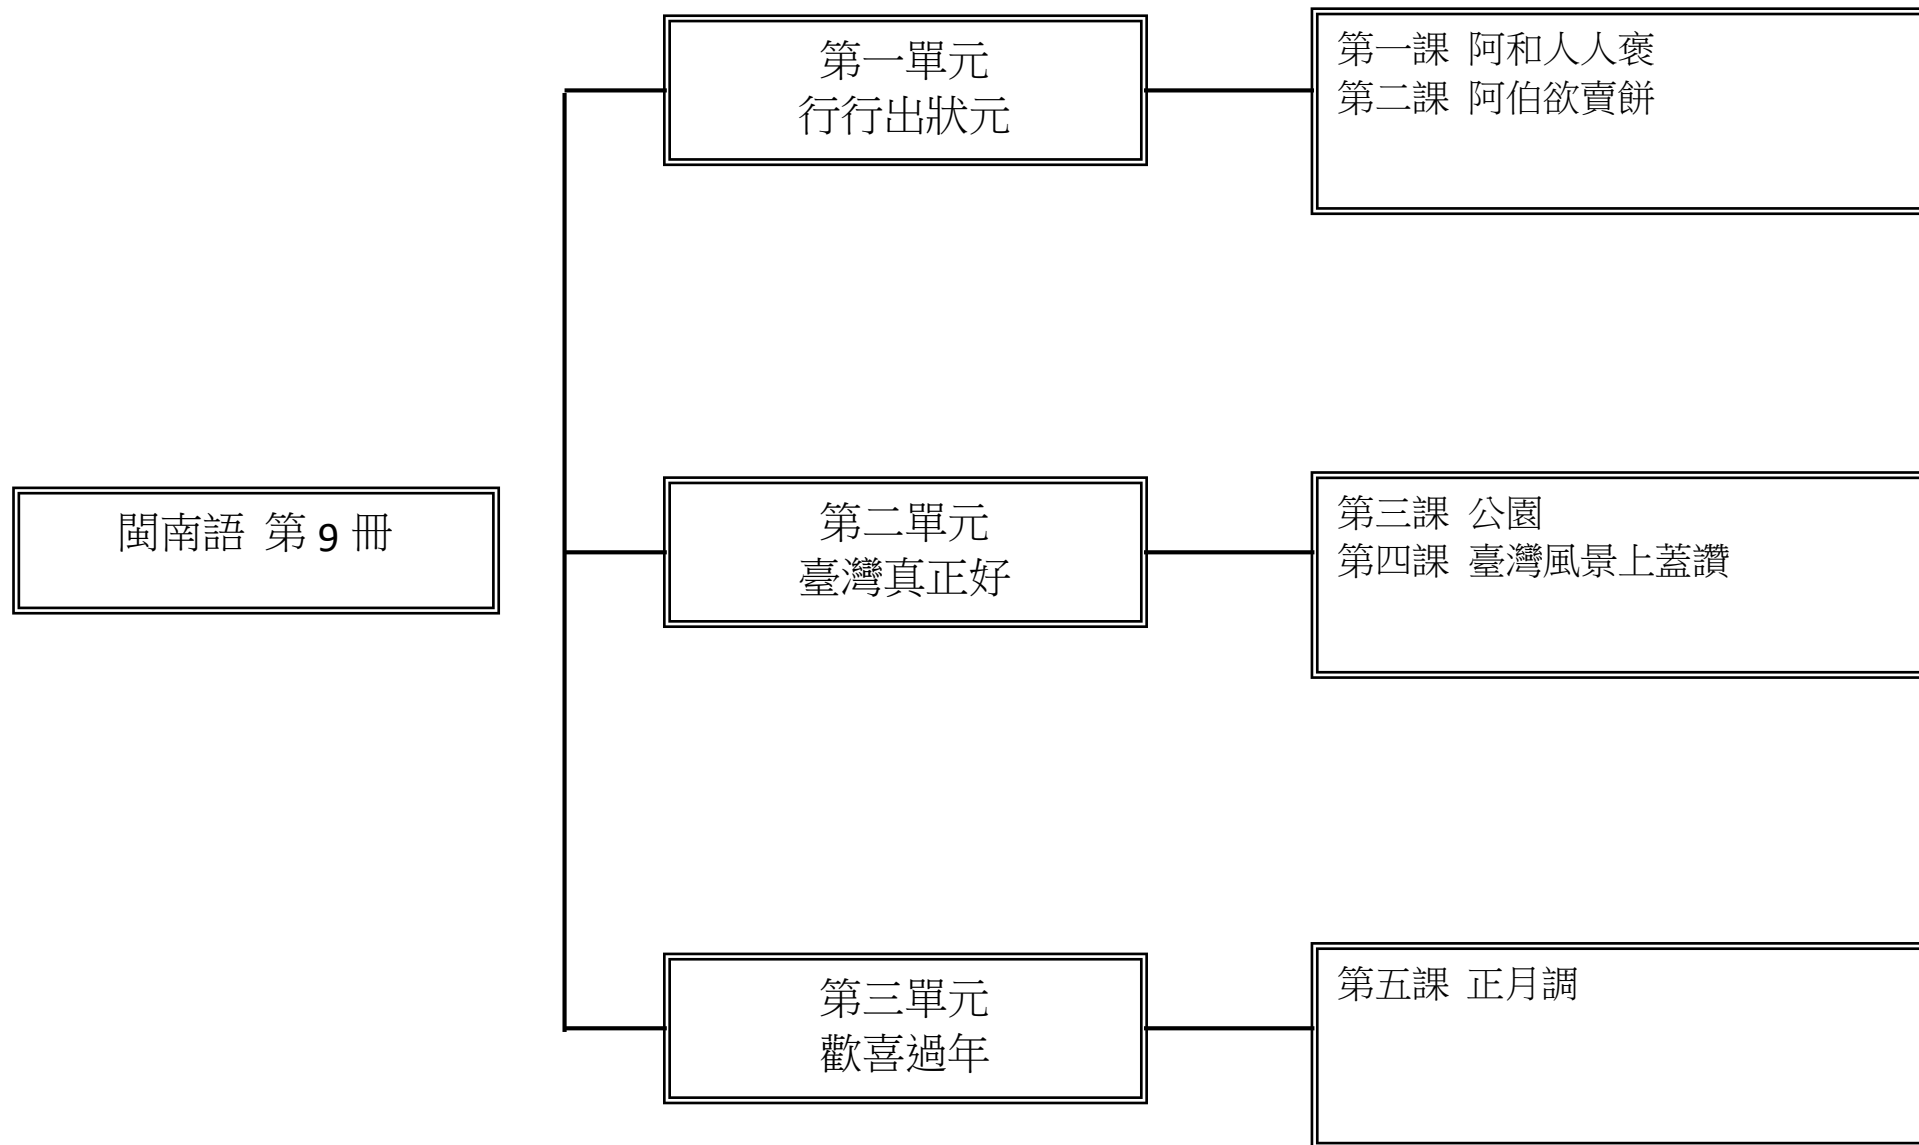 閩南語 第 9 冊
第一單元
行行出狀元
第一課 阿和人人褒
第二課 阿伯欲賣餅
第二單元
臺灣真正好
第三課 公園
第四課 臺灣風景上蓋讚
第三單元
歡喜過年
第五課 正月調